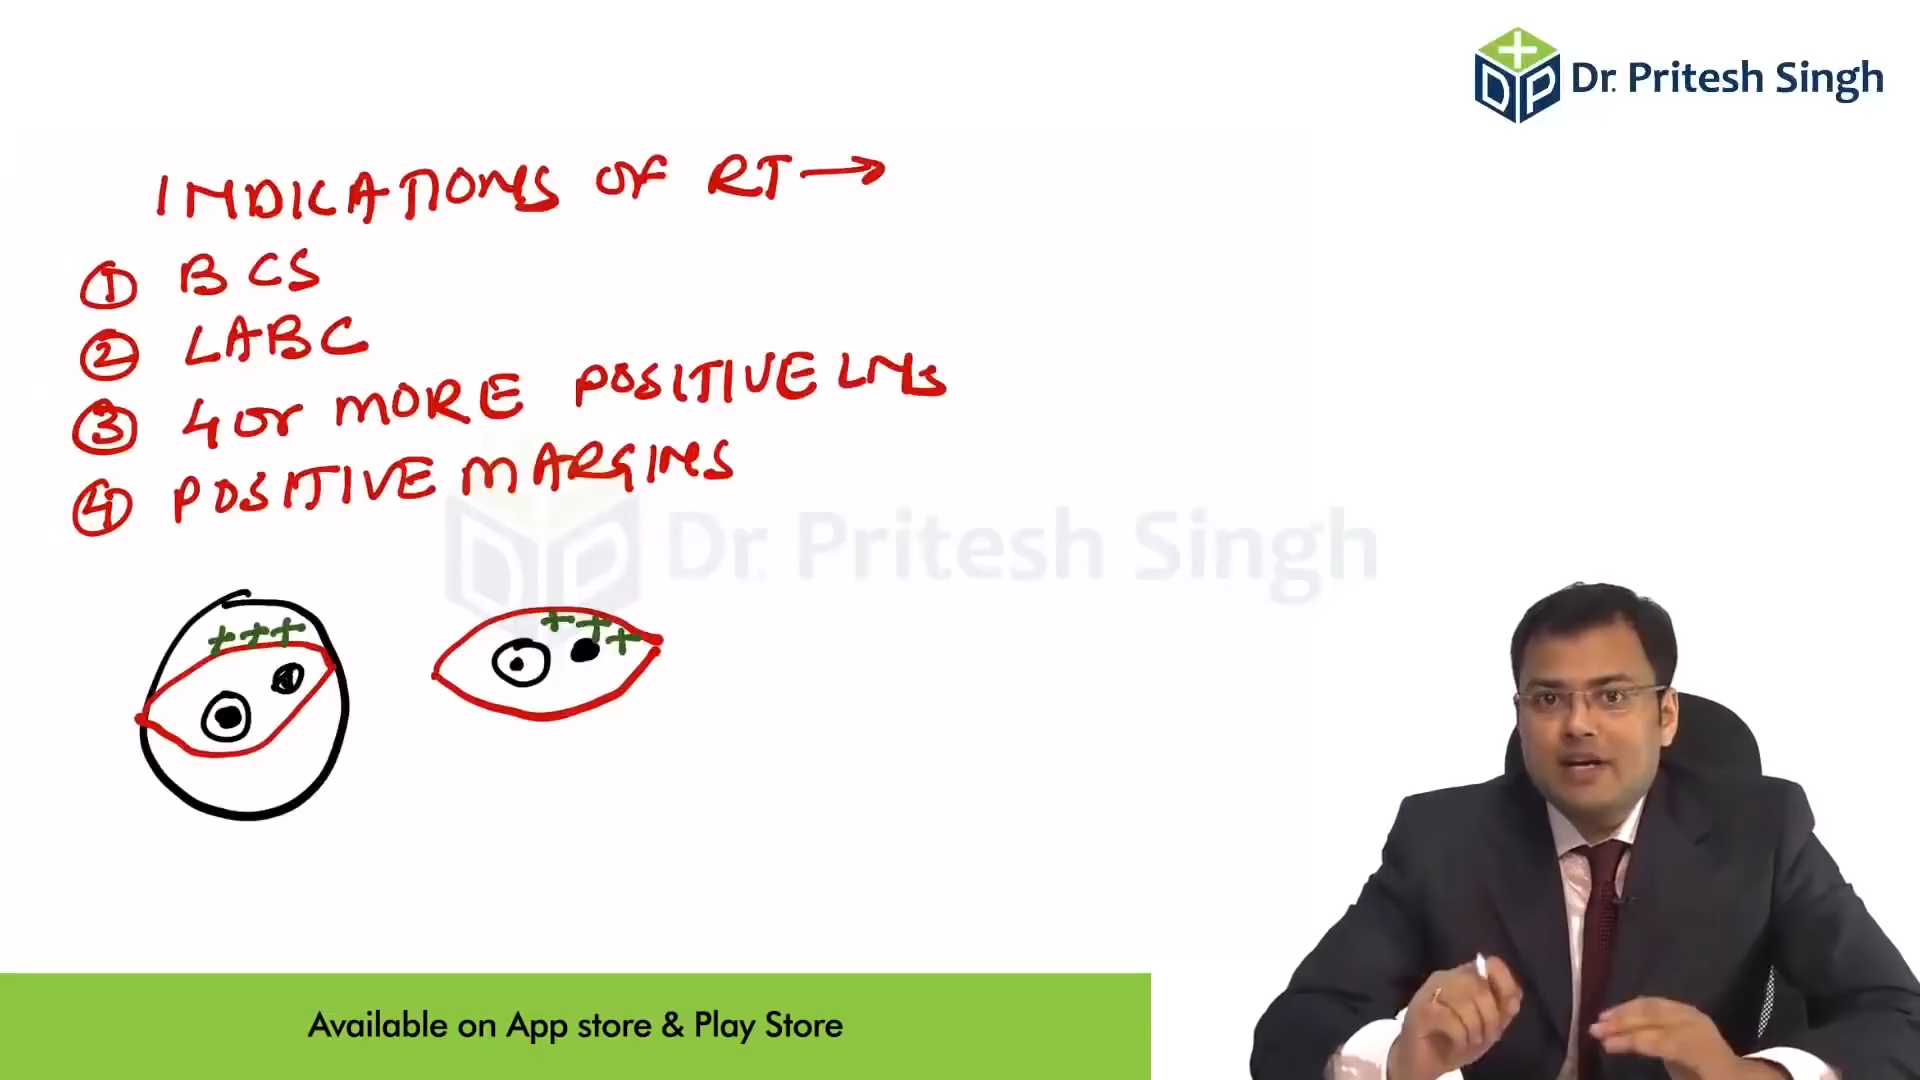 Dr. Pritesh Singh
INDICATIONS OF RT →
① BCS
② LABC
③ 4 or MORE POSITIVE LNs
④ POSITIVE MARGINS
Dr. Pritesh Singh
+++
+++
Available on App store & Play Store